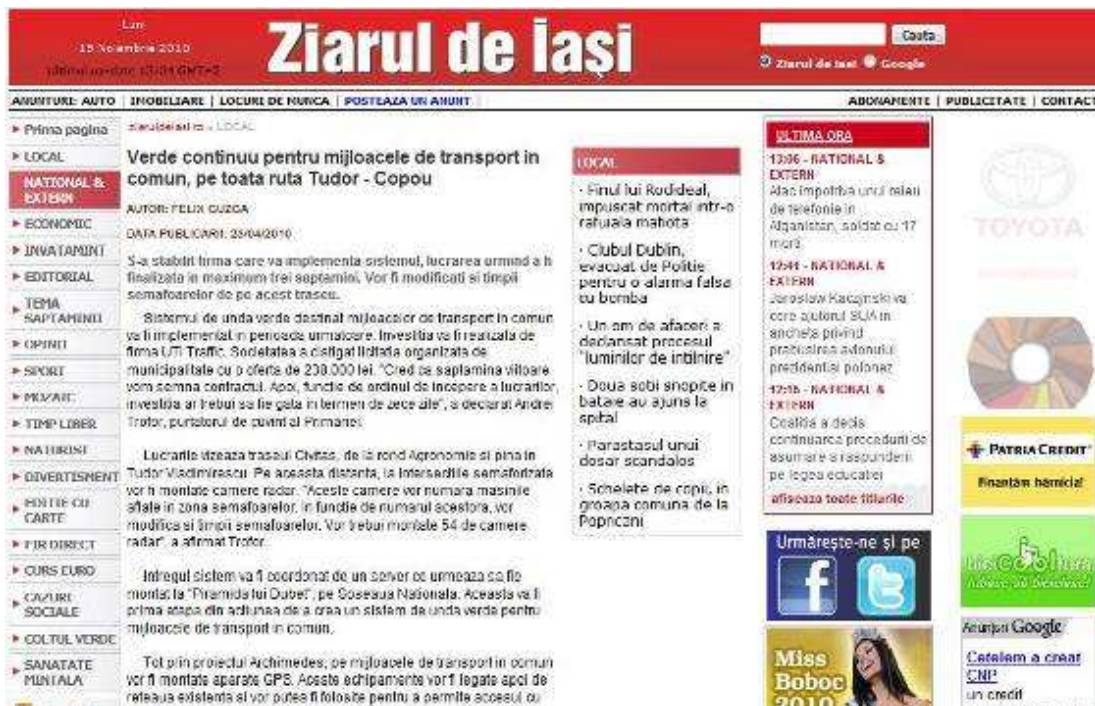 Luni
15 Noiembrie 2010
Ziarul de Iași
Cauta
Ziarul de Iasi Google
ANUNTURI: AUTO | IMOBILIARE | LOCURI DE MUNCA | POSTEAZA UN ANUNT
ABONAMENTE | PUBLICITATE | CONTACT
Prima pagina
LOCAL
NATIONAL &
EXTERN
ECONOMIC
INVATAMINT
EDITORIAL
TEMA
SAPTAMINII
OPINII
SPORT
MOZAIC
TIMP LIBER
NATURIST
DIVERTISMENT
EDITIE CU
CARTE
FIR DIRECT
CURS EURO
CAZURI
SOCIALE
COLTUL VERDE
SANATATE
MINTALA
ziaruldeiasi.ro » LOCAL
Verde continuu pentru mijloacele de transport in
comun, pe toata ruta Tudor - Copou
AUTOR: FELIX GUZGA
DATA PUBLICARII: 23/04/2010
S-a stabilit firma care va implementa sistemul, lucrarea urmind a fi
finalizata in maximum trei saptamini. Vor fi modificati si timpii
semafoarelor de pe acest traseu.
Sistemul de unda verde destinat mijloacelor de transport in comun
va fi implementat in perioada urmatoare. Investitia va fi realizata de
firma UTI Traffic. Societatea a cistigat licitatia organizata de
municipalitate cu o oferta de 238.000 lei. "Cred ca saptamina viitoare
vom semna contractul. Apoi, functie de ordinul de incepere a lucrarilor,
investitia ar trebui sa fie gata in termen de zece zile", a declarat Andrei
Trofor, purtatorul de cuvint al Primariei.
Lucrarile vizeaza traseul Civitas, de la rond Agronomie si pina in
Tudor Vladimirescu. Pe aceasta distanta, la intersectiile semaforizate
vor fi montate camere radar. "Aceste camere vor numara masinile
aflate in zona semafoarelor. In functie de numarul acestora, vor
modifica si timpii semafoarelor. Vor trebui montate 54 de camere
radar", a afirmat Trofor.
Intregul sistem va fi coordonat de un server ce urmeaza sa fie
montat la "Piramida lui Dubet", pe Soseaua Nationala. Aceasta va fi
prima etapa din actiunea de a crea un sistem de unda verde pentru
mijloacele de transport in comun.
Tot prin proiectul Archimedes, pe mijloacele de transport in comun
vor fi montate aparate GPS. Aceste echipamente vor fi legate apoi de
reteaua existenta si vor putea fi folosite pentru a permite accesul cu
LOCAL
· Finul lui Rodideal,
impuscat mortal intr-o
rafuiala mafiota
· Clubul Dublin,
evacuat de Politie
pentru o alarma falsa
cu bomba
· Un om de afaceri a
declansat procesul
"luminilor de intilnire"
· Doua sotii snopite in
bataie au ajuns la
spital
· Parastasul unui
dosar scandalos
· Schelete de copii, in
groapa comuna de la
Popricani
ULTIMA ORA
13:06 - NATIONAL &
EXTERN
Atac impotriva unui releu
de telefonie in
Afganistan, soldat cu 17
morti
12:41 - NATIONAL &
EXTERN
Jaroslaw Kaczynski va
cere ajutorul SUA in
ancheta privind
prabusirea avionului
prezidential polonez
12:16 - NATIONAL &
EXTERN
Coalitia a decis
continuarea procedurii de
asumare a raspunderii
pe legea educatiei
afiseaza toate titlurile
Urmărește-ne și pe
Miss
Boboc
2010
TOYOTA
PATRIA CREDIT
Finanțăm hărnicia!
Anunțuri Google
Cetelem a creat
CNP
un credit